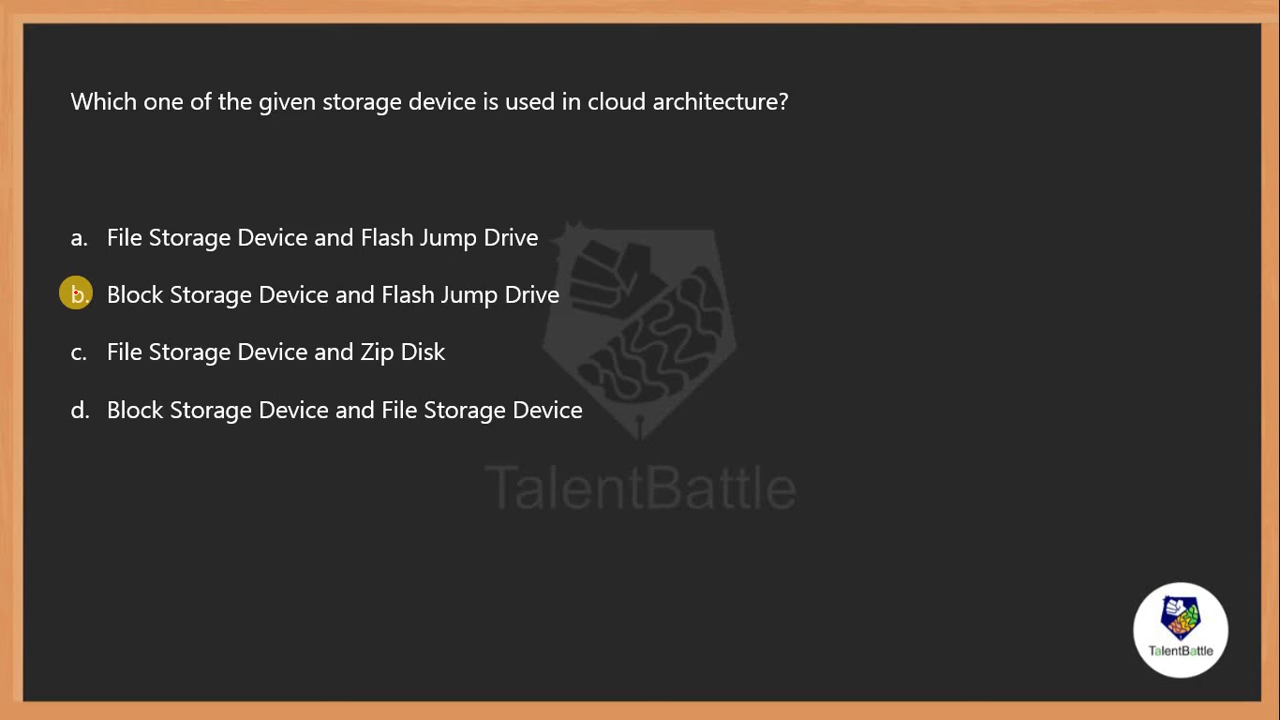 Which one of the given storage device is used in cloud architecture?
a. File Storage Device and Flash Jump Drive
b. Block Storage Device and Flash Jump Drive
c. File Storage Device and Zip Disk
d. Block Storage Device and File Storage Device
TalentBattle
TalentBattle